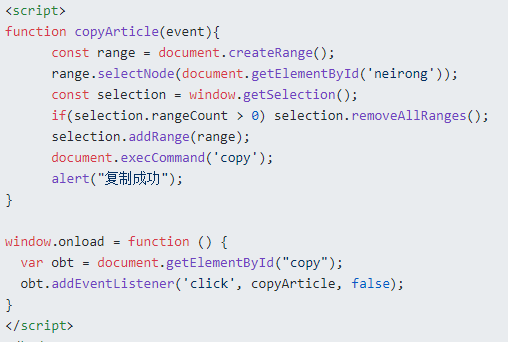 <script>
function copyArticle(event){
const range = document.createRange();
range.selectNode(document.getElementById('neirong'));
const selection = window.getSelection();
if(selection.rangeCount > 0) selection.removeAllRanges();
selection.addRange(range);
document.execCommand('copy');
alert("复制成功");
}
window.onload = function () {
var obt = document.getElementById("copy");
obt.addEventListener('click', copyArticle, false);
}
</script>